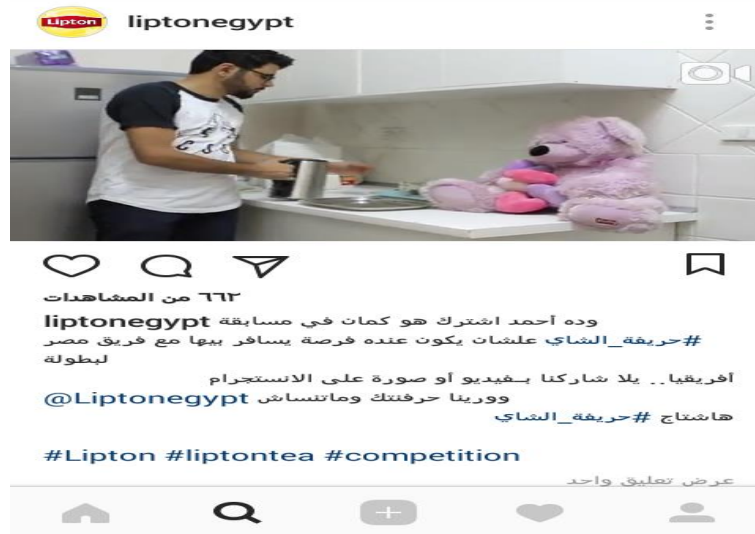 Lipton liptonegypt
٦٦٢ من المشاهدات
liptonegypt وده أحمد اشترك هو كمان في مسابقة
#حريفة_الشاي علشان يكون عنده فرصة يسافر بيها مع فريق مصر
لبطولة
أفريقيا.. يلا شاركنا بـفيديو أو صورة على الانستجرام
@Liptonegypt وورينا حرفنتك وماتنساش
هاشتاج #حريفة_الشاي
#Lipton #liptontea #competition
عرض تعليق واحد